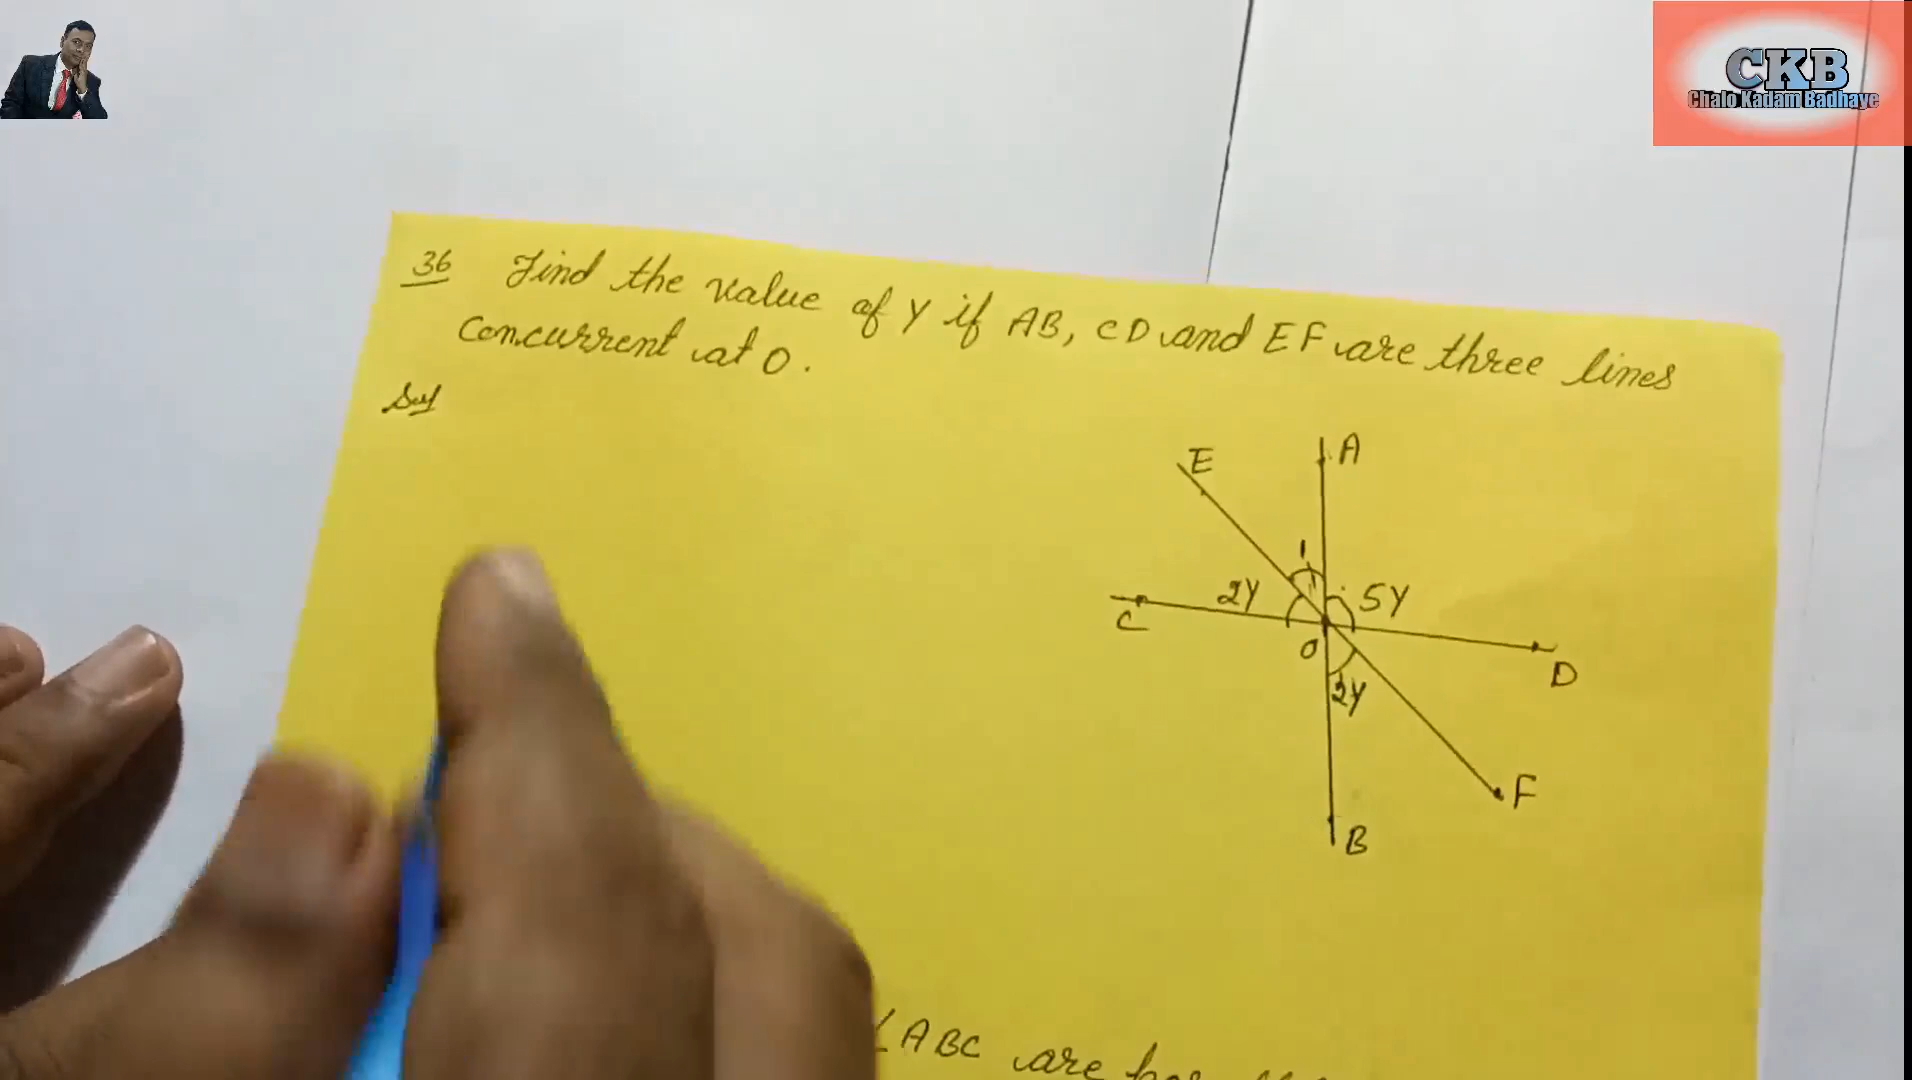 CKB
Chalo Kadam Badhaye
36 Find the value of Y if AB, CD and EF are three lines
concurrent at O.
Sol
E
A
1
2Y
5Y
C
O
D
2Y
F
B
∠ABC are